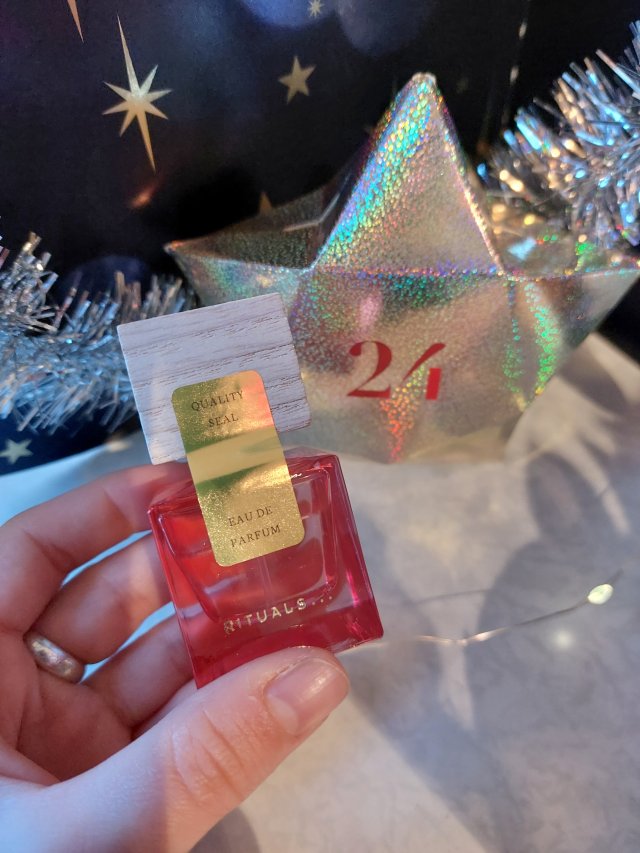 24
QUALITY
SEAL
EAU DE
PARFUM
RITUALS...